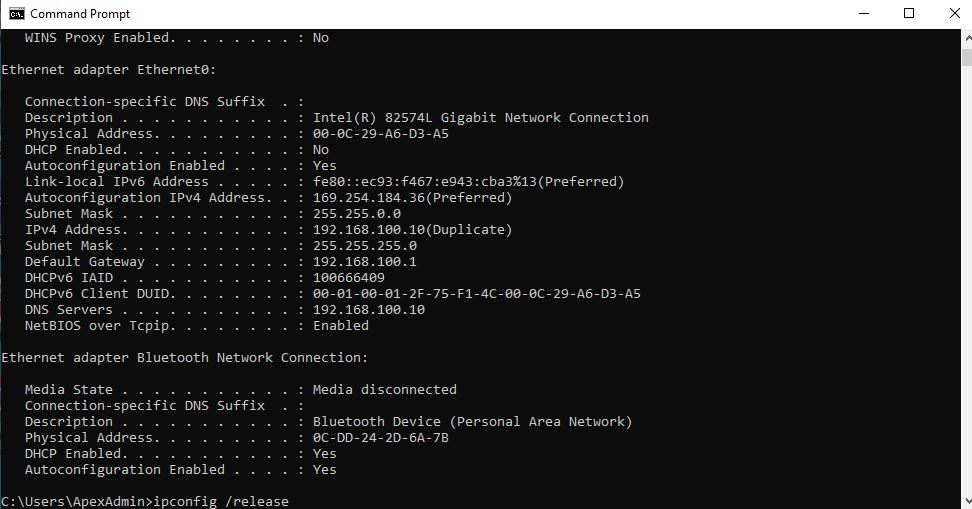 Command Prompt
WINS Proxy Enabled. . . . . . . . : No
Ethernet adapter Ethernet0:
Connection-specific DNS Suffix  . :
Description . . . . . . . . . . . : Intel(R) 82574L Gigabit Network Connection
Physical Address. . . . . . . . . : 00-0C-29-A6-D3-A5
DHCP Enabled. . . . . . . . . . . : No
Autoconfiguration Enabled . . . . : Yes
Link-local IPv6 Address . . . . . : fe80::ec93:f467:e943:cba3%13(Preferred)
Autoconfiguration IPv4 Address. . : 169.254.184.36(Preferred)
Subnet Mask . . . . . . . . . . . : 255.255.0.0
IPv4 Address. . . . . . . . . . . : 192.168.100.10(Duplicate)
Subnet Mask . . . . . . . . . . . : 255.255.255.0
Default Gateway . . . . . . . . . : 192.168.100.1
DHCPv6 IAID . . . . . . . . . . . : 100666409
DHCPv6 Client DUID. . . . . . . . : 00-01-00-01-2F-75-F1-4C-00-0C-29-A6-D3-A5
DNS Servers . . . . . . . . . . . : 192.168.100.10
NetBIOS over Tcpip. . . . . . . . : Enabled
Ethernet adapter Bluetooth Network Connection:
Media State . . . . . . . . . . . : Media disconnected
Connection-specific DNS Suffix  . :
Description . . . . . . . . . . . : Bluetooth Device (Personal Area Network)
Physical Address. . . . . . . . . : 0C-DD-24-2D-6A-7B
DHCP Enabled. . . . . . . . . . . : Yes
Autoconfiguration Enabled . . . . : Yes
C:\Users\ApexAdmin>ipconfig /release